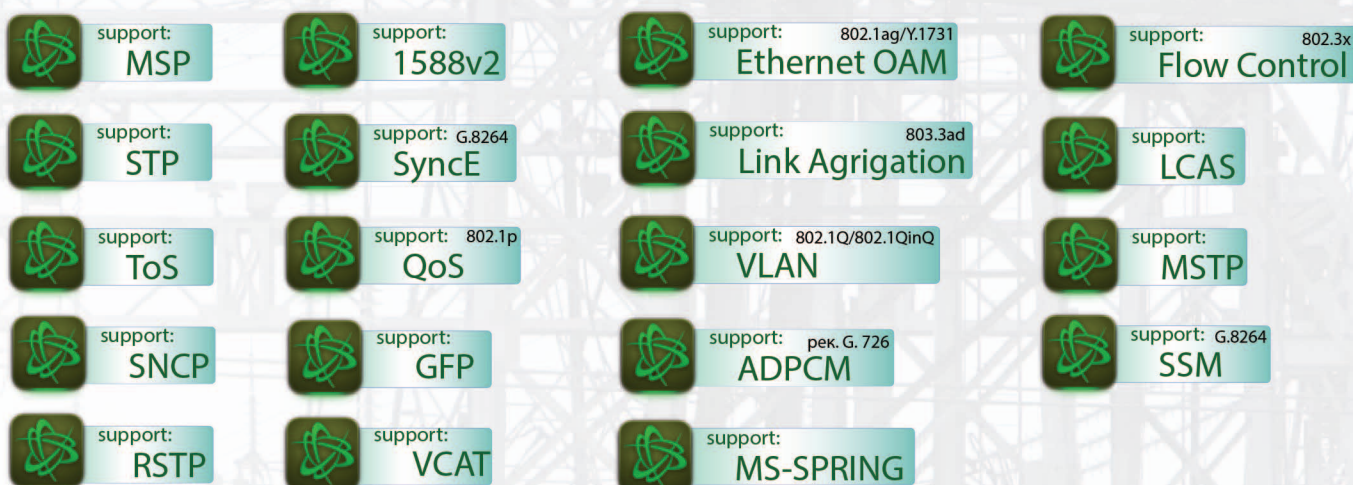 support:
MSP
support:
1588v2
support: 802.1ag/Y.1731
Ethernet OAM
support: 802.3x
Flow Control
support:
STP
support: G.8264
SyncE
support: 803.3ad
Link Agrigation
support:
LCAS
support:
ToS
support: 802.1p
QoS
support: 802.1Q/802.1QinQ
VLAN
support:
MSTP
support:
SNCP
support:
GFP
support: рек. G. 726
ADPCM
support: G.8264
SSM
support:
RSTP
support:
VCAT
support:
MS-SPRING